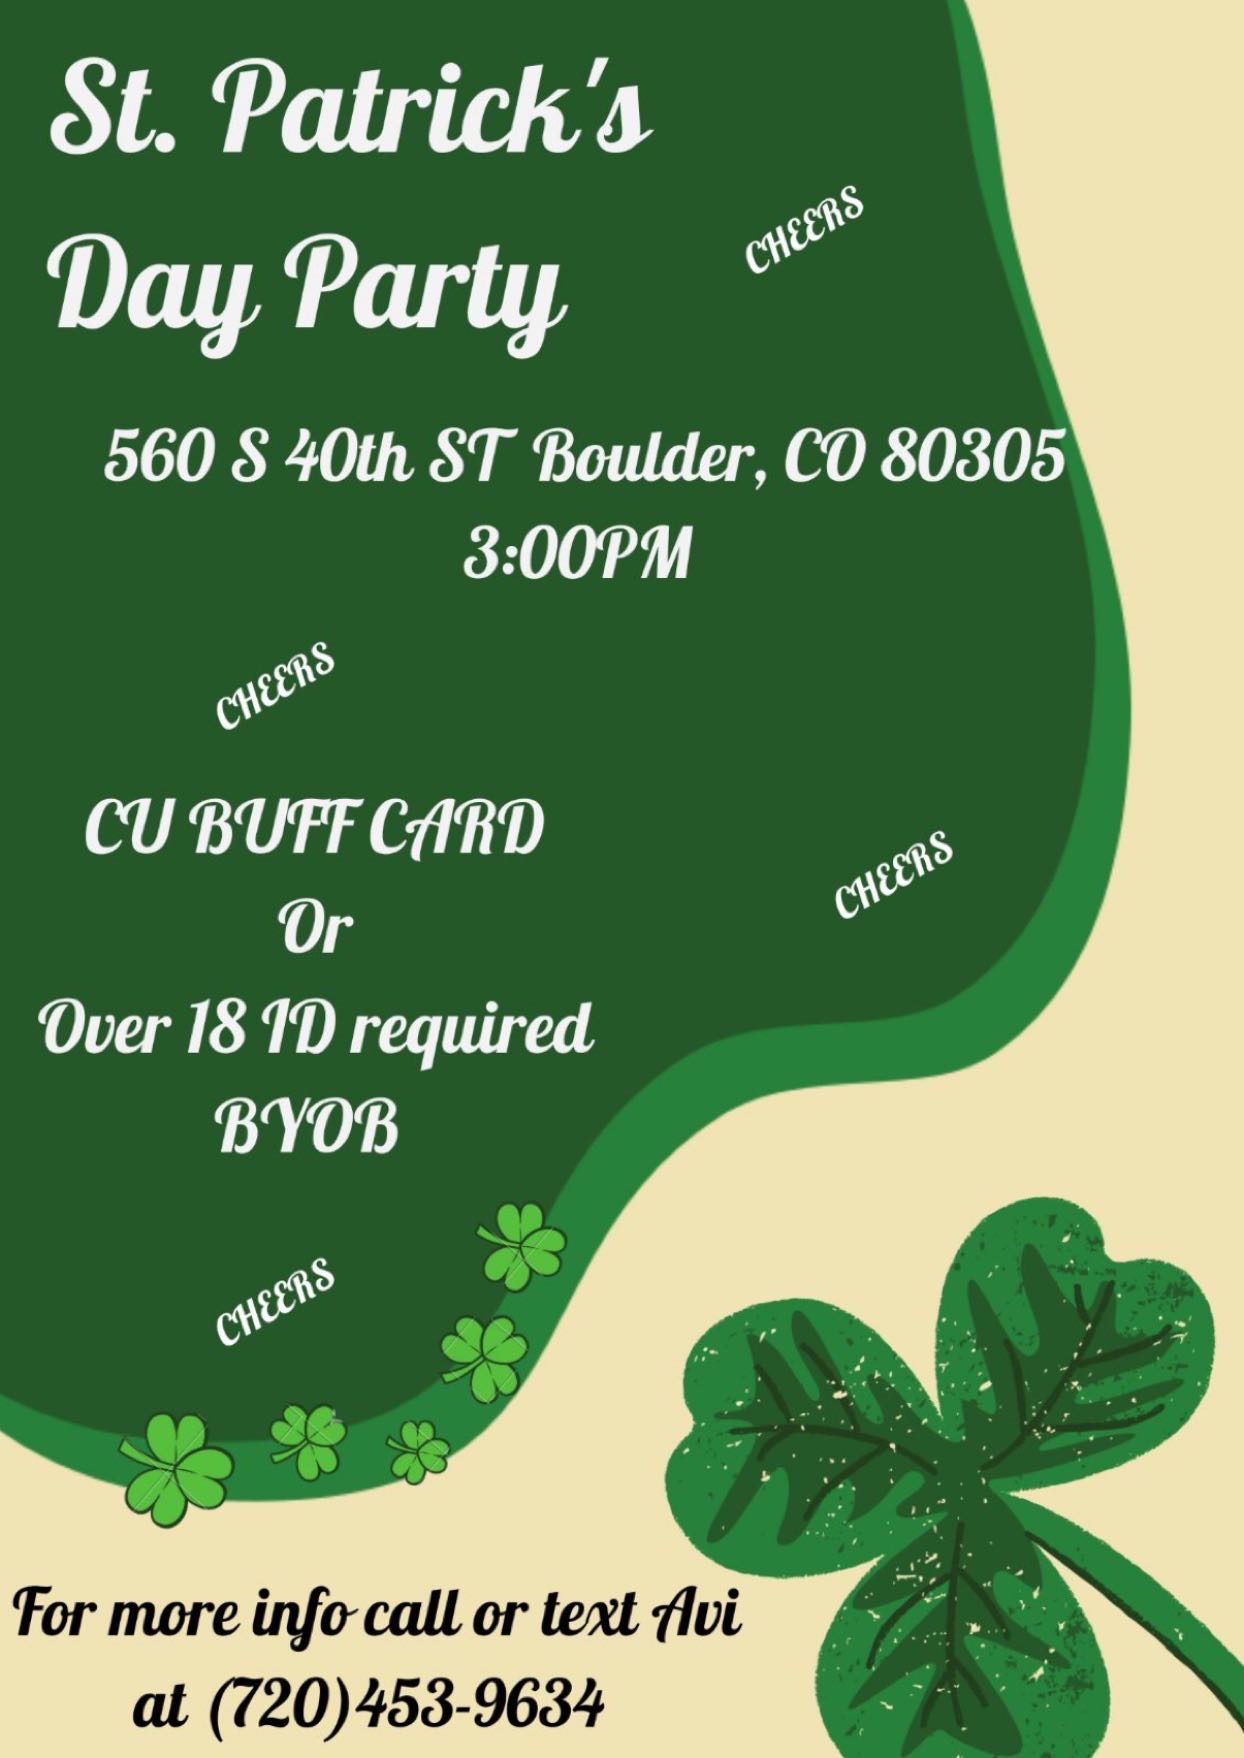 St. Patrick's
Day Party
CHEERS
560 S 40th ST Boulder, CO 80305
3:00PM
CHEERS
CU BUFF CARD
Or
Over 18 ID required
BYOB
CHEERS
CHEERS
For more info call or text Avi
at (720)453-9634